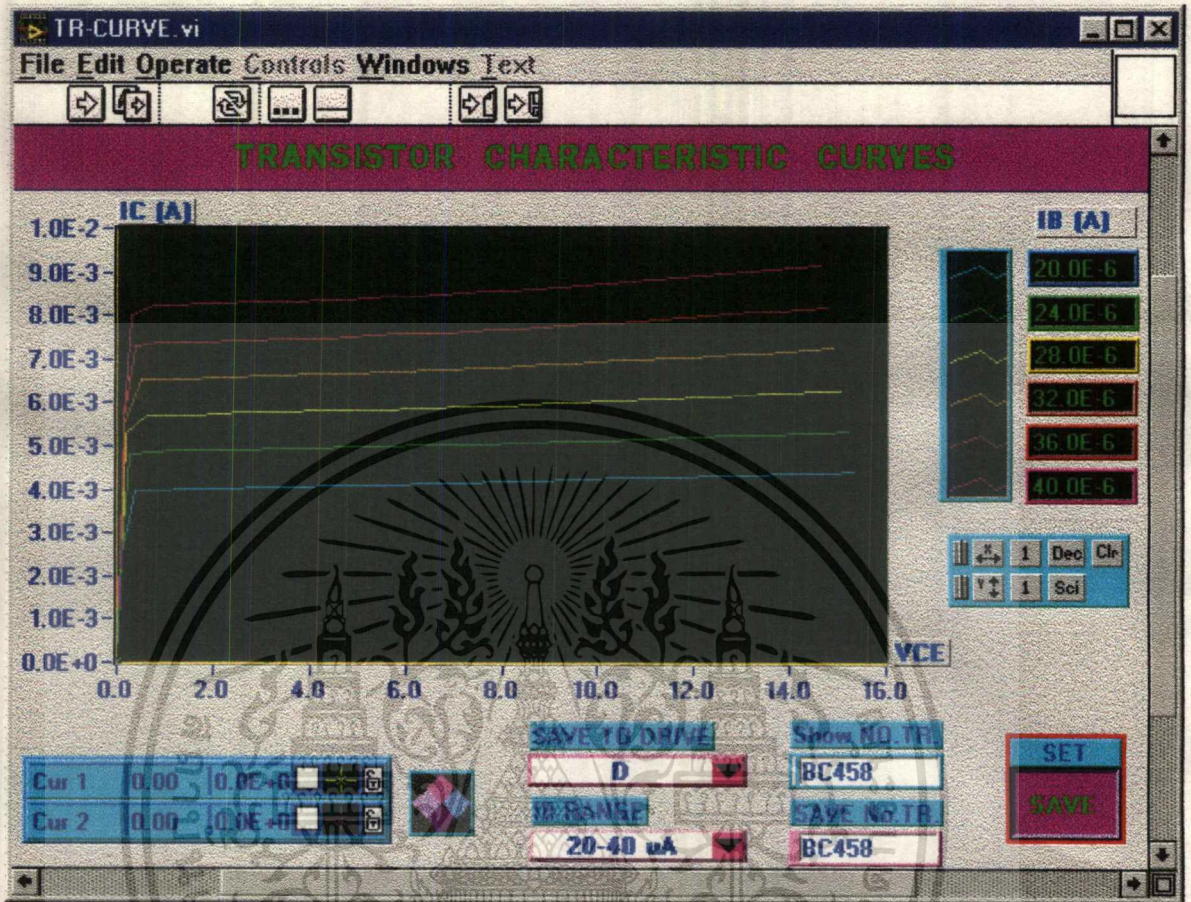 TR-CURVE.vi
File Edit Operate Controls Windows Text
TRANSISTOR CHARACTERISTIC CURVES
IC (A)
IB (A)
1.0E-2
9.0E-3
8.0E-3
7.0E-3
6.0E-3
5.0E-3
4.0E-3
3.0E-3
2.0E-3
1.0E-3
0.0E+0
20.0E-6
24.0E-6
28.0E-6
32.0E-6
36.0E-6
40.0E-6
X 1 Dec Clr
Y 1 Sci
VCE
0.0 2.0 4.0 6.0 8.0 10.0 12.0 14.0 16.0
SAVE TO DRIVE
D
Show NO.TR.
BC458
IB RANGE
20-40 uA
SAVE No.TR.
BC458
SET
SAVE
Cur 1 0.00 0.0E+0
Cur 2 0.00 0.0E+0